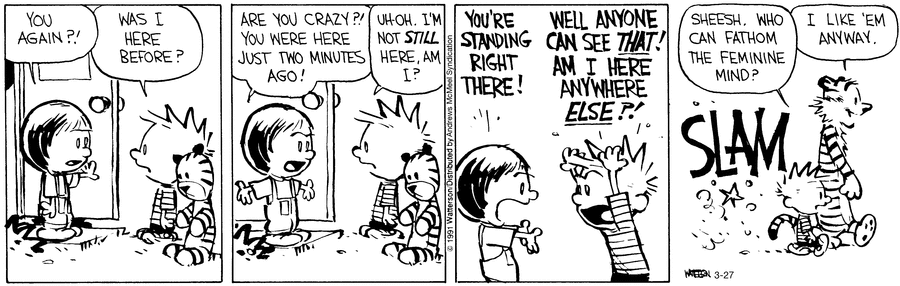 YOU
AGAIN?!
WAS I
HERE
BEFORE?
ARE YOU CRAZY?!
YOU WERE HERE
JUST TWO MINUTES
AGO!
UH-OH. I'M
NOT STILL
HERE, AM
I?
© 1991 Watterson/Distributed by Andrews McMeel Syndication
YOU'RE
STANDING
RIGHT
THERE!
WELL ANYONE
CAN SEE THAT!
AM I HERE
ANYWHERE
ELSE?!
SHEESH. WHO
CAN FATHOM
THE FEMININE
MIND?
I LIKE 'EM
ANYWAY.
SLAM
WATTERSON 3-27